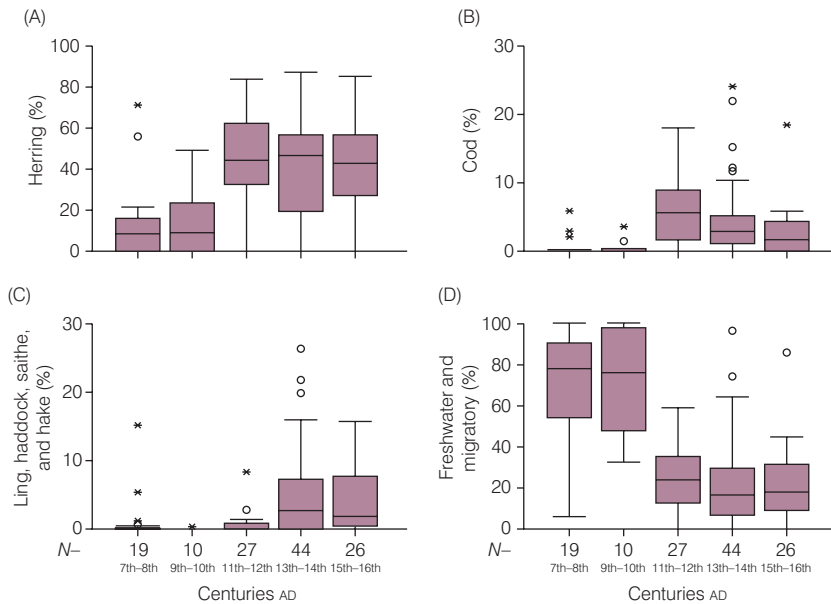 (A)
Herring (%)
100
80
60
40
20
0
(B)
Cod (%)
30
20
10
0
(C)
Ling, haddock, saithe,
and hake (%)
30
20
10
0
N– 19 10 27 44 26
7th–8th 9th–10th 11th–12th 13th–14th 15th–16th
Centuries AD
(D)
Freshwater and
migratory (%)
100
80
60
40
20
0
N– 19 10 27 44 26
7th–8th 9th–10th 11th–12th 13th–14th 15th–16th
Centuries AD